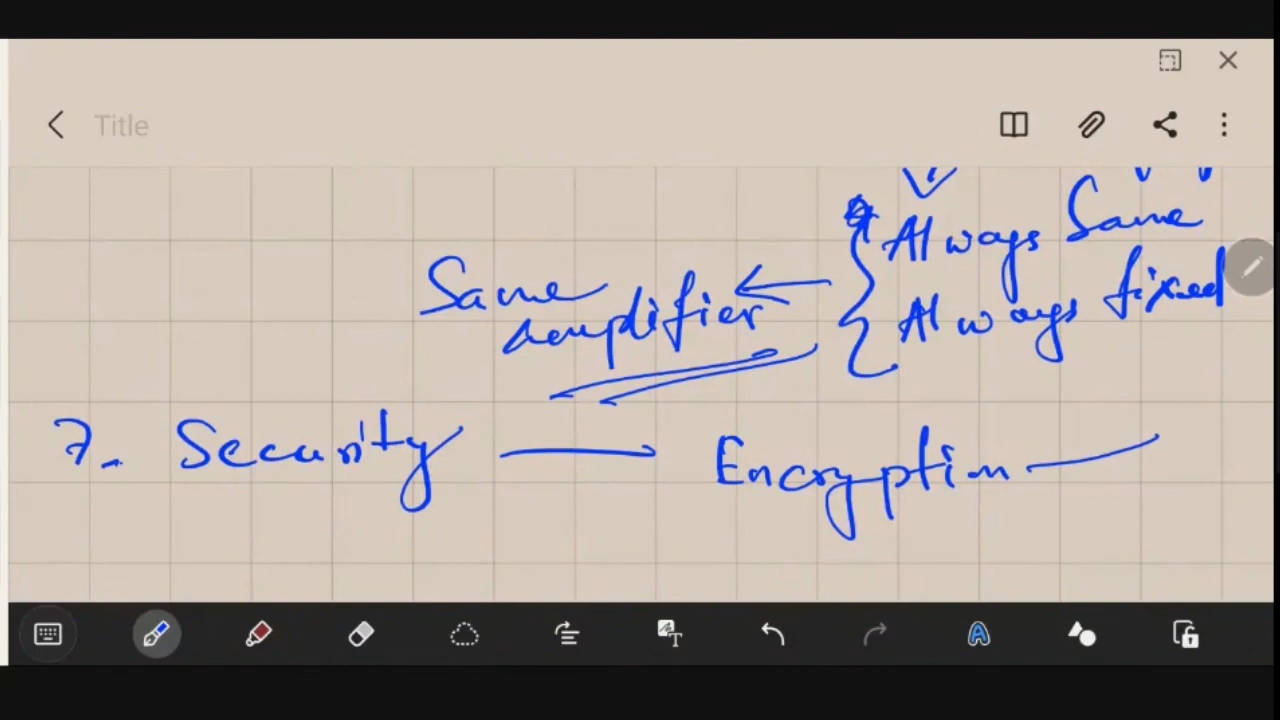 Title
Always Same
Same amplifier ← { Always fixed
7. Security — Encryption —